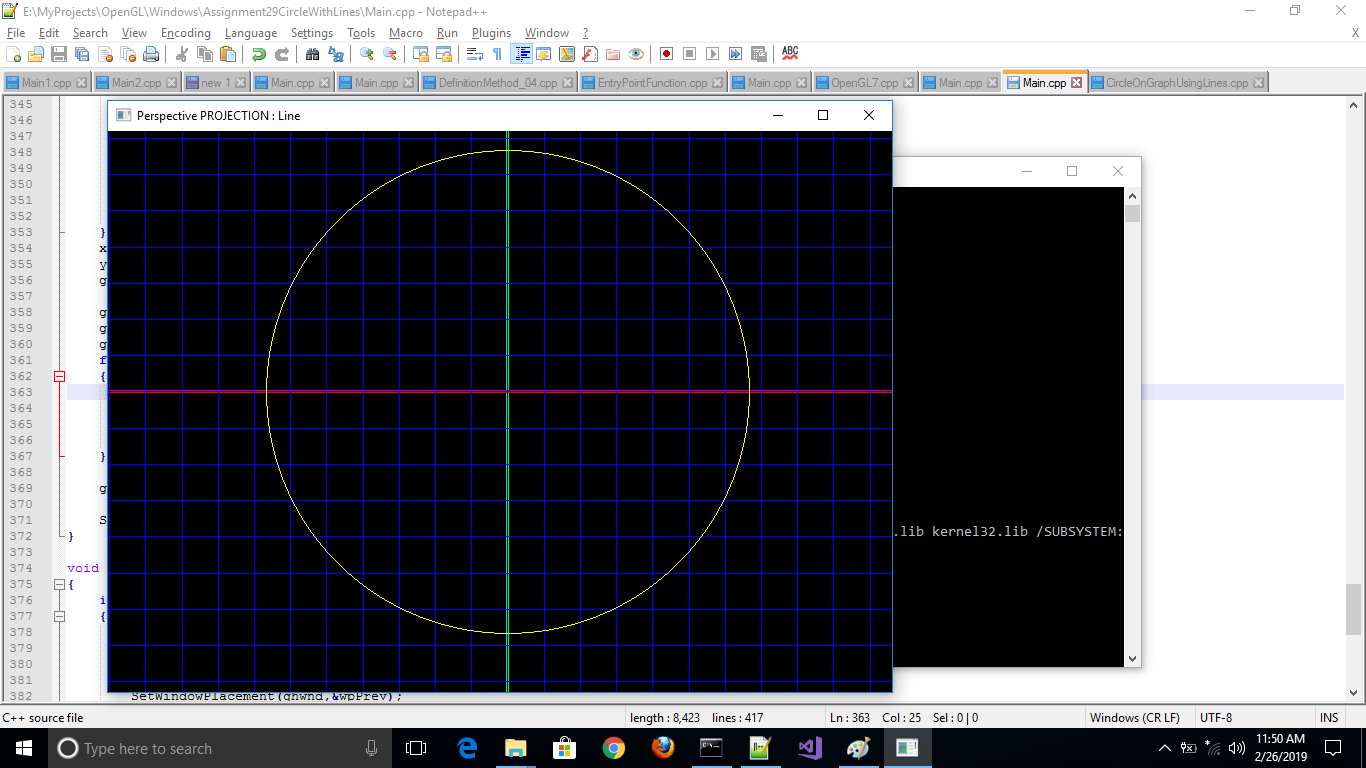 E:\MyProjects\OpenGL\Windows\Assignment29CircleWithLines\Main.cpp - Notepad++
File Edit Search View Encoding Language Settings Tools Macro Run Plugins Window ?
X
ABC
Main1.cpp Main2.cpp new 1 Main.cpp Main.cpp DefinitionMethod_04.cpp EntryPointFunction.cpp Main.cpp OpenGL7.cpp Main.cpp Main.cpp CircleOnGraphUsingLines.cpp
Perspective PROJECTION : Line
345
346
347
348
349
350
351
352
353 }
354 x
355 y
356 g
357
358 g
359 g
360 g
361 f
362 {
363
364
365
366
367 }
368
369 g
370
371 S
372 }
373
374 void
375 {
376 i
377 {
378
379
380
381
382 SetWindowPlacement(ghwnd,&wpPrev);
.lib kernel32.lib /SUBSYSTEM:
C++ source file length : 8,423 lines : 417 Ln : 363 Col : 25 Sel : 0 | 0 Windows (CR LF) UTF-8 INS
Type here to search
11:50 AM
2/26/2019